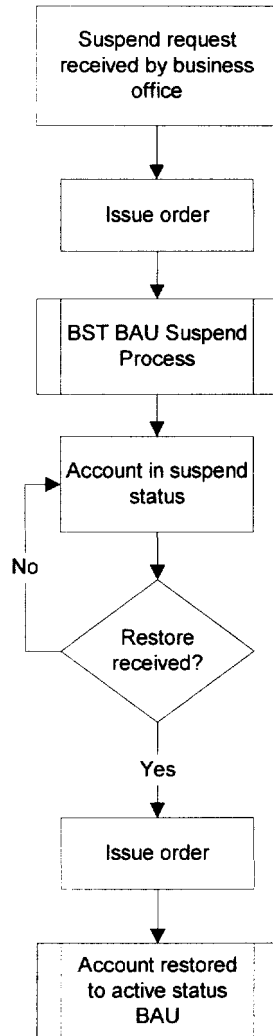 Suspend request
received by business
office
Issue order
BST BAU Suspend
Process
Account in suspend
status
No
Restore
received?
Yes
Issue order
Account restored
to active status
BAU